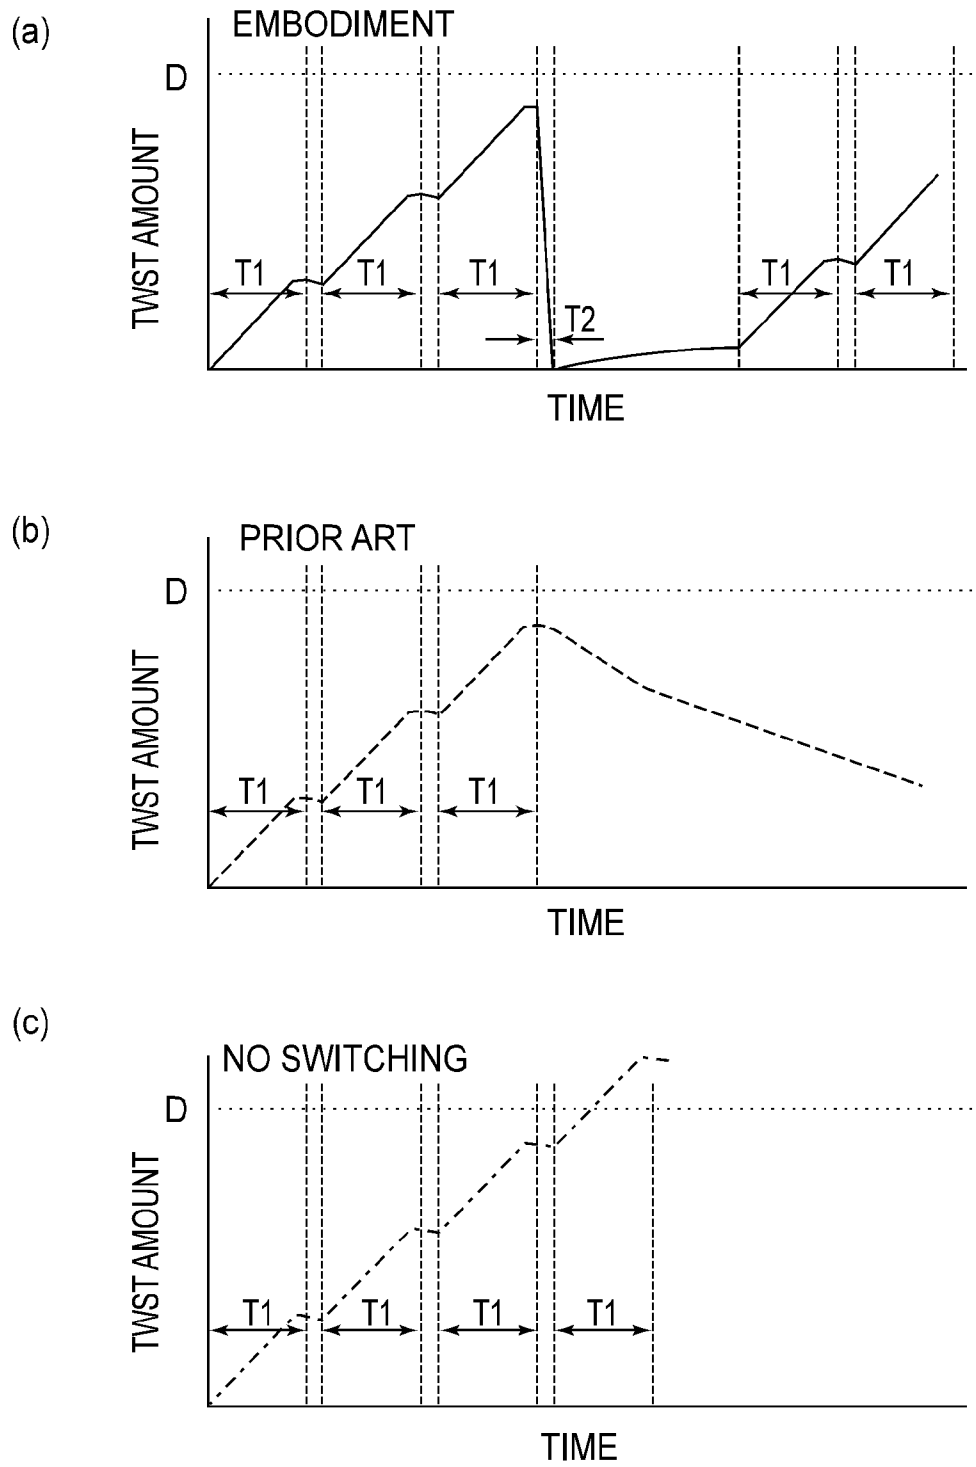 (a)
EMBODIMENT
D
TWST AMOUNT
T1
T1
T1
T2
T1
T1
TIME
(b)
PRIOR ART
D
TWST AMOUNT
T1
T1
T1
TIME
(c)
NO SWITCHING
D
TWST AMOUNT
T1
T1
T1
T1
TIME